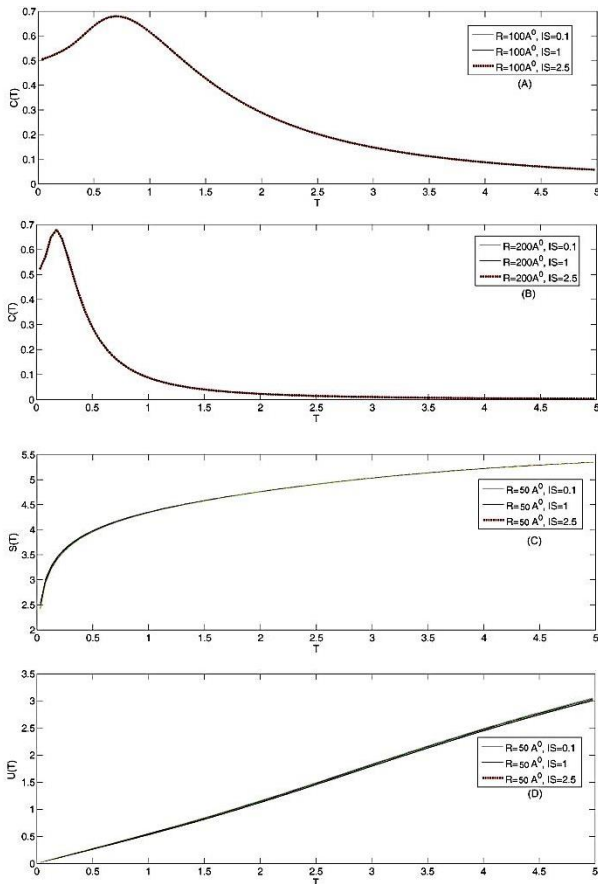 0.7
0.6
0.5
0.4
0.3
0.2
0.1
0
C(T)
R=100A⁰, IS=0.1
R=100A⁰, IS=1
R=100A⁰, IS=2.5
(A)
0 0.5 1 1.5 2 2.5 3 3.5 4 4.5 5
T
0.7
0.6
0.5
0.4
0.3
0.2
0.1
0
C(T)
R=200A⁰, IS=0.1
R=200A⁰, IS=1
R=200A⁰, IS=2.5
(B)
0 0.5 1 1.5 2 2.5 3 3.5 4 4.5 5
T
5.5
5
4.5
4
3.5
3
2.5
2
S(T)
R=50 A⁰, IS=0.1
R=50 A⁰, IS=1
R=50 A⁰, IS=2.5
(C)
0 0.5 1 1.5 2 2.5 3 3.5 4 4.5 5
T
3.5
3
2.5
2
1.5
1
0.5
0
U(T)
R=50 A⁰, IS=0.1
R=50 A⁰, IS=1
R=50 A⁰, IS=2.5
(D)
0 0.5 1 1.5 2 2.5 3 3.5 4 4.5 5
T